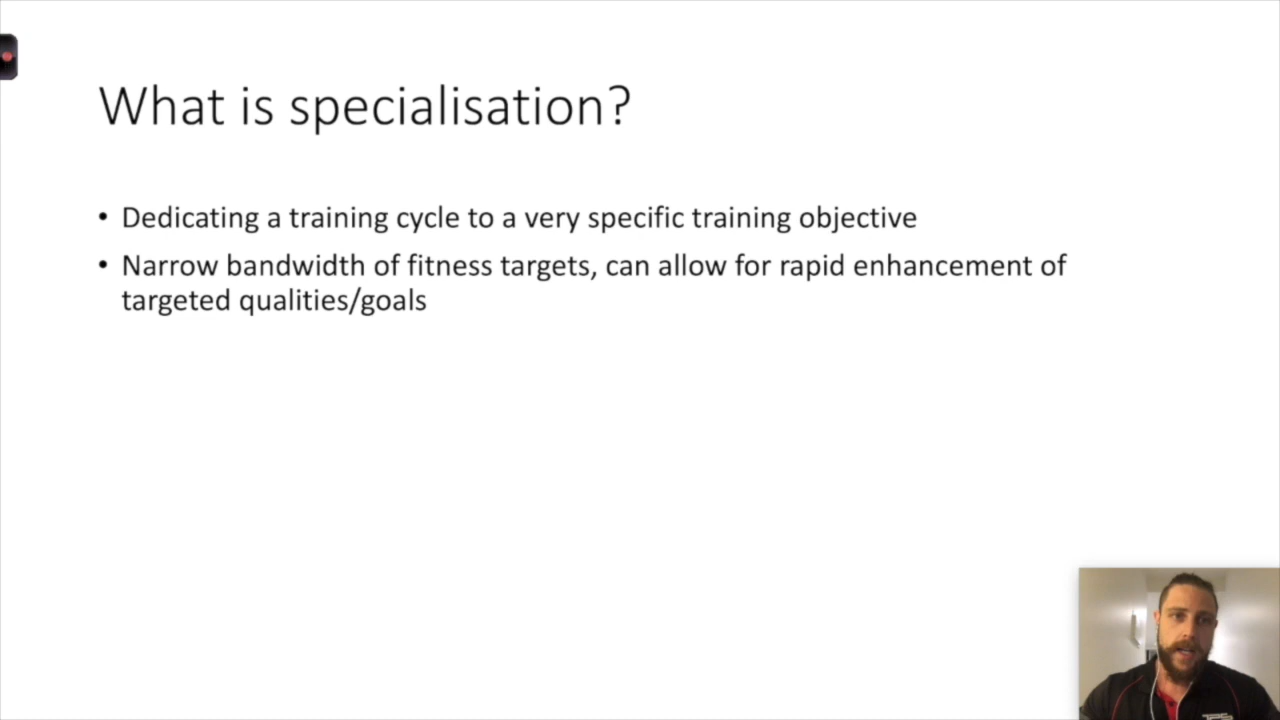 What is specialisation?
• Dedicating a training cycle to a very specific training objective
• Narrow bandwidth of fitness targets, can allow for rapid enhancement of
targeted qualities/goals